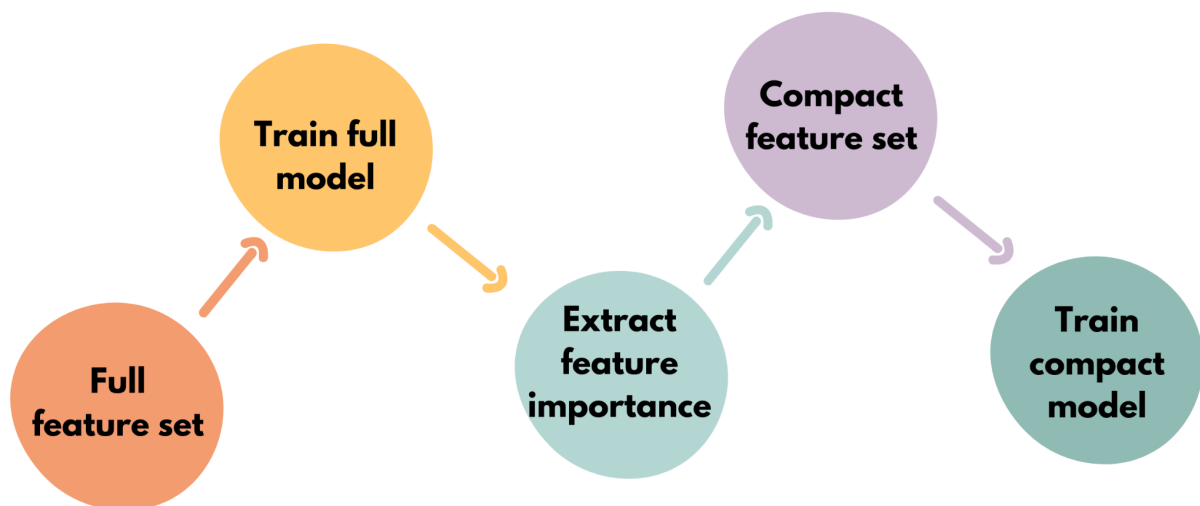 Full
feature set
Train full
model
Extract
feature
importance
Compact
feature set
Train
compact
model